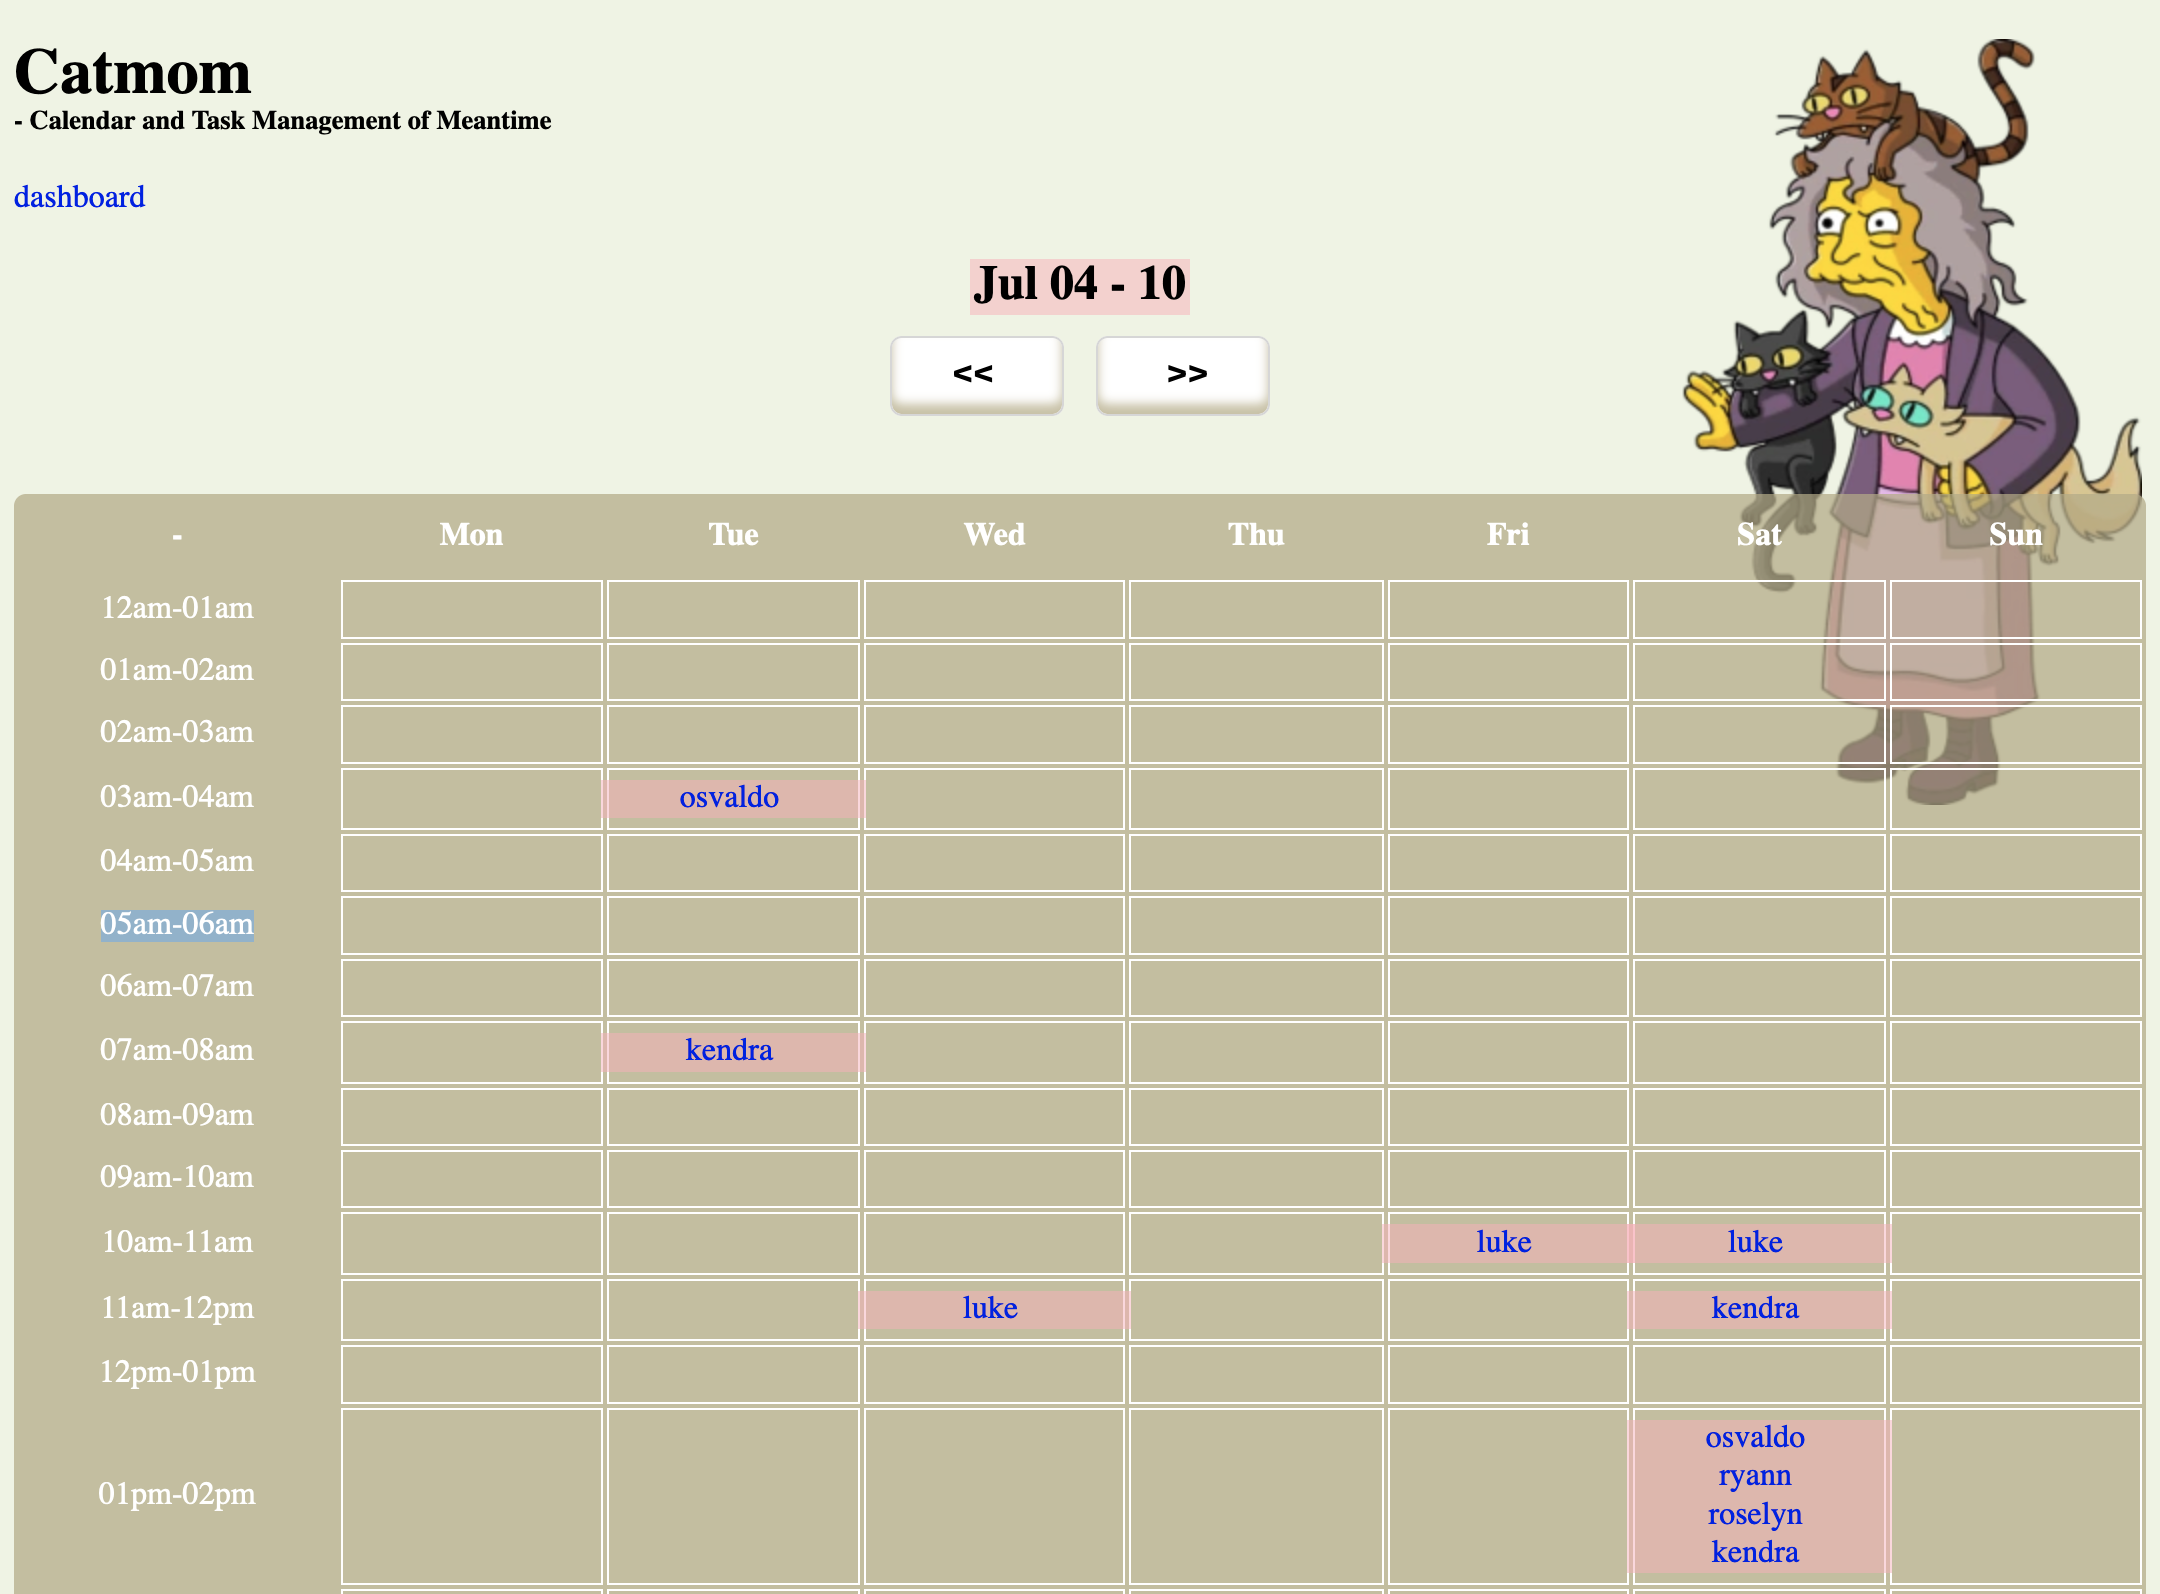 Catmom
- Calendar and Task Management of Meantime
dashboard
Jul 04 - 10
<< >>
- Mon Tue Wed Thu Fri Sat Sun
12am-01am
01am-02am
02am-03am
03am-04am osvaldo
04am-05am
05am-06am
06am-07am
07am-08am kendra
08am-09am
09am-10am
10am-11am luke luke
11am-12pm luke kendra
12pm-01pm
01pm-02pm
osvaldo
ryann
roselyn
kendra